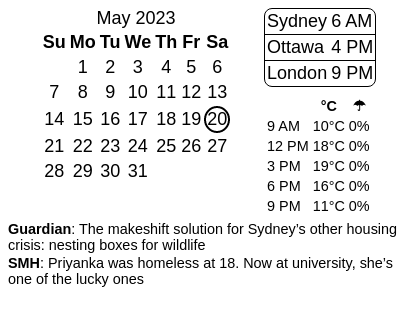 May 2023
Su Mo Tu We Th Fr Sa
1 2 3 4 5 6
7 8 9 10 11 12 13
14 15 16 17 18 19 20
21 22 23 24 25 26 27
28 29 30 31
Sydney 6 AM
Ottawa 4 PM
London 9 PM
°C ☂
9 AM 10°C 0%
12 PM 18°C 0%
3 PM 19°C 0%
6 PM 16°C 0%
9 PM 11°C 0%
Guardian: The makeshift solution for Sydney’s other housing
crisis: nesting boxes for wildlife
SMH: Priyanka was homeless at 18. Now at university, she’s
one of the lucky ones